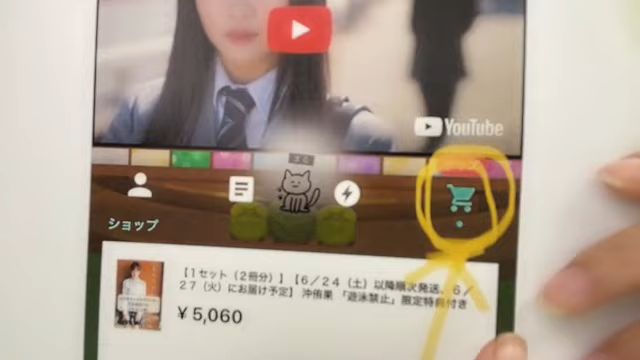 YouTube
ショップ
【1セット（2冊分）】【6／24（土）以降順次発送、6／
27（火）にお届け予定】沖侑果「遊泳禁止」限定特典付き
¥5,060